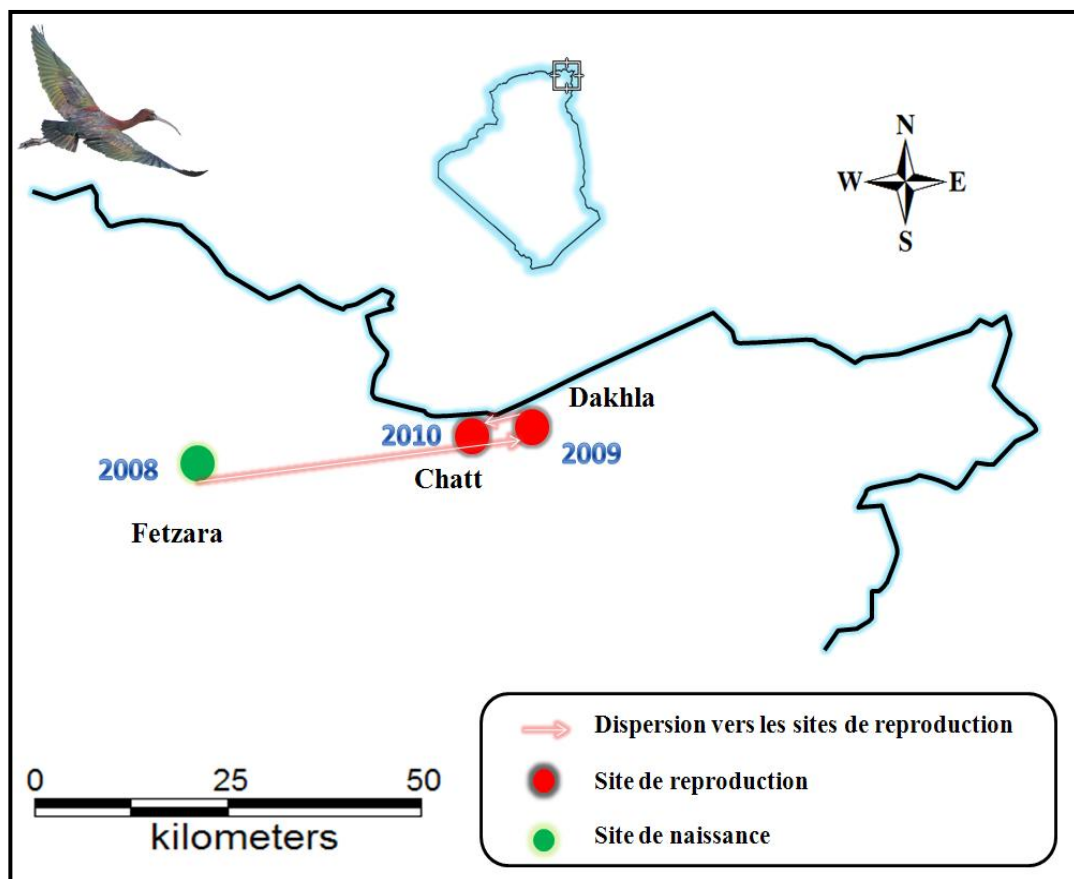 N
W E
S
Dakhla
2010
2009
Chatt
2008
Fetzara
Dispersion vers les sites de reproduction
Site de reproduction
Site de naissance
0 25 50
kilometers